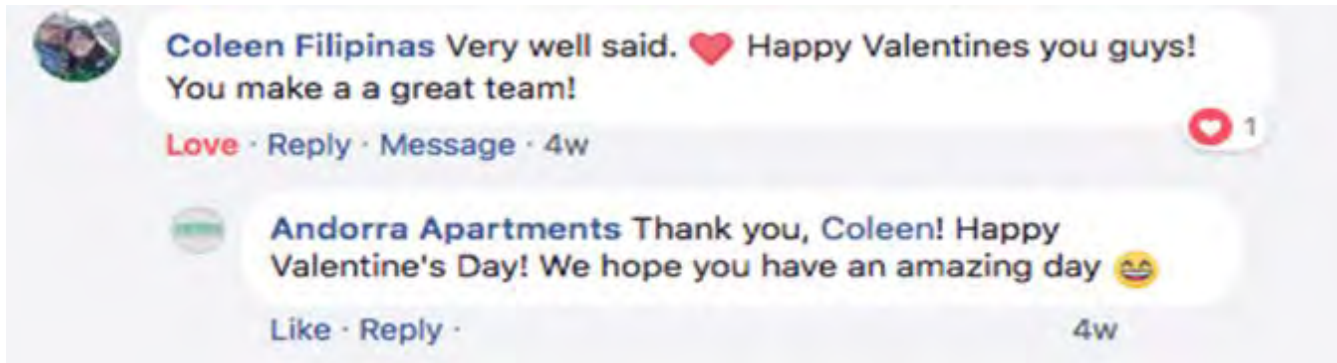 Coleen Filipinas Very well said. ❤️ Happy Valentines you guys!
You make a a great team!
Love · Reply · Message · 4w
1
Andorra Apartments Thank you, Coleen! Happy
Valentine's Day! We hope you have an amazing day 😄
Like · Reply ·
4w